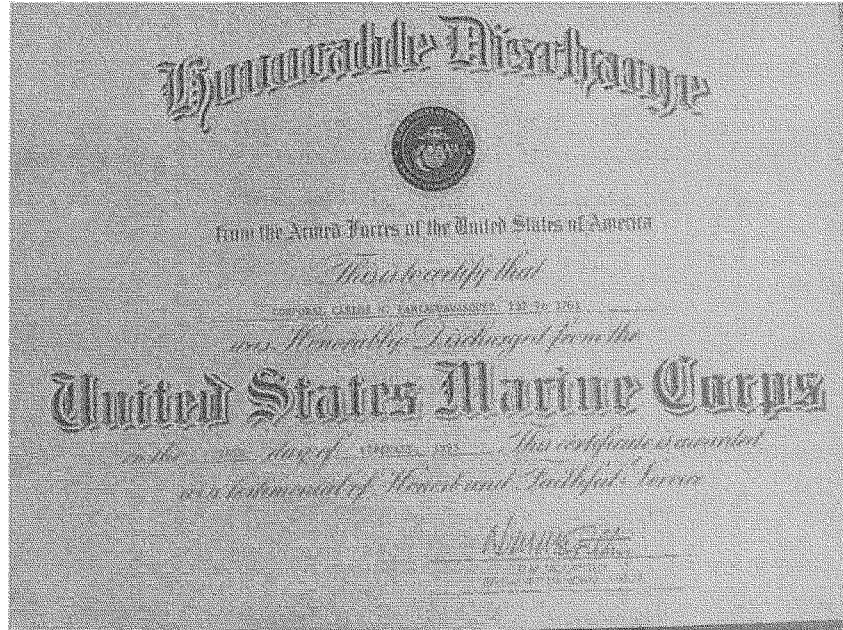 Honorable Discharge
from the Armed Forces of the United States of America
This is to certify that
CORPORAL CARLOS
was Honorably Discharged from the
United States Marine Corps
on the day of This certificate is awarded
as a testimonial of Honest and Faithful Service